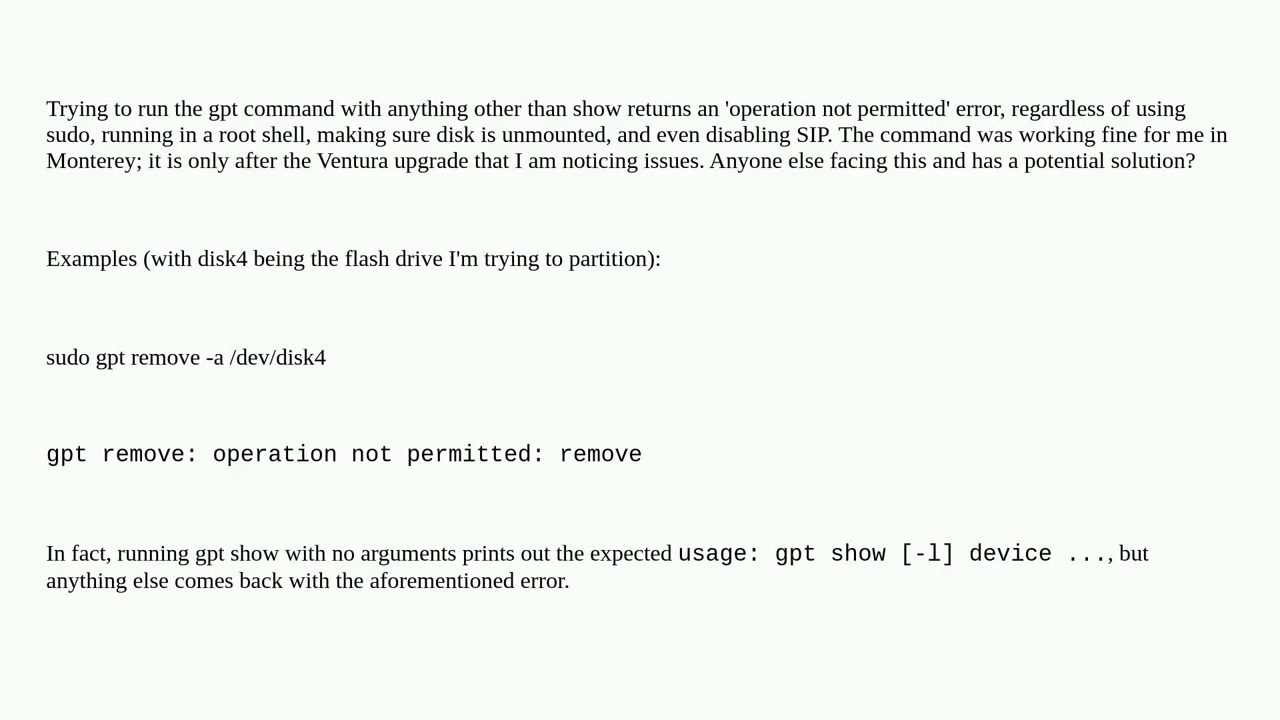 Trying to run the gpt command with anything other than show returns an 'operation not permitted' error, regardless of using
sudo, running in a root shell, making sure disk is unmounted, and even disabling SIP. The command was working fine for me in
Monterey; it is only after the Ventura upgrade that I am noticing issues. Anyone else facing this and has a potential solution?
Examples (with disk4 being the flash drive I'm trying to partition):
sudo gpt remove -a /dev/disk4
gpt remove: operation not permitted: remove
In fact, running gpt show with no arguments prints out the expected usage: gpt show [-l] device ..., but
anything else comes back with the aforementioned error.